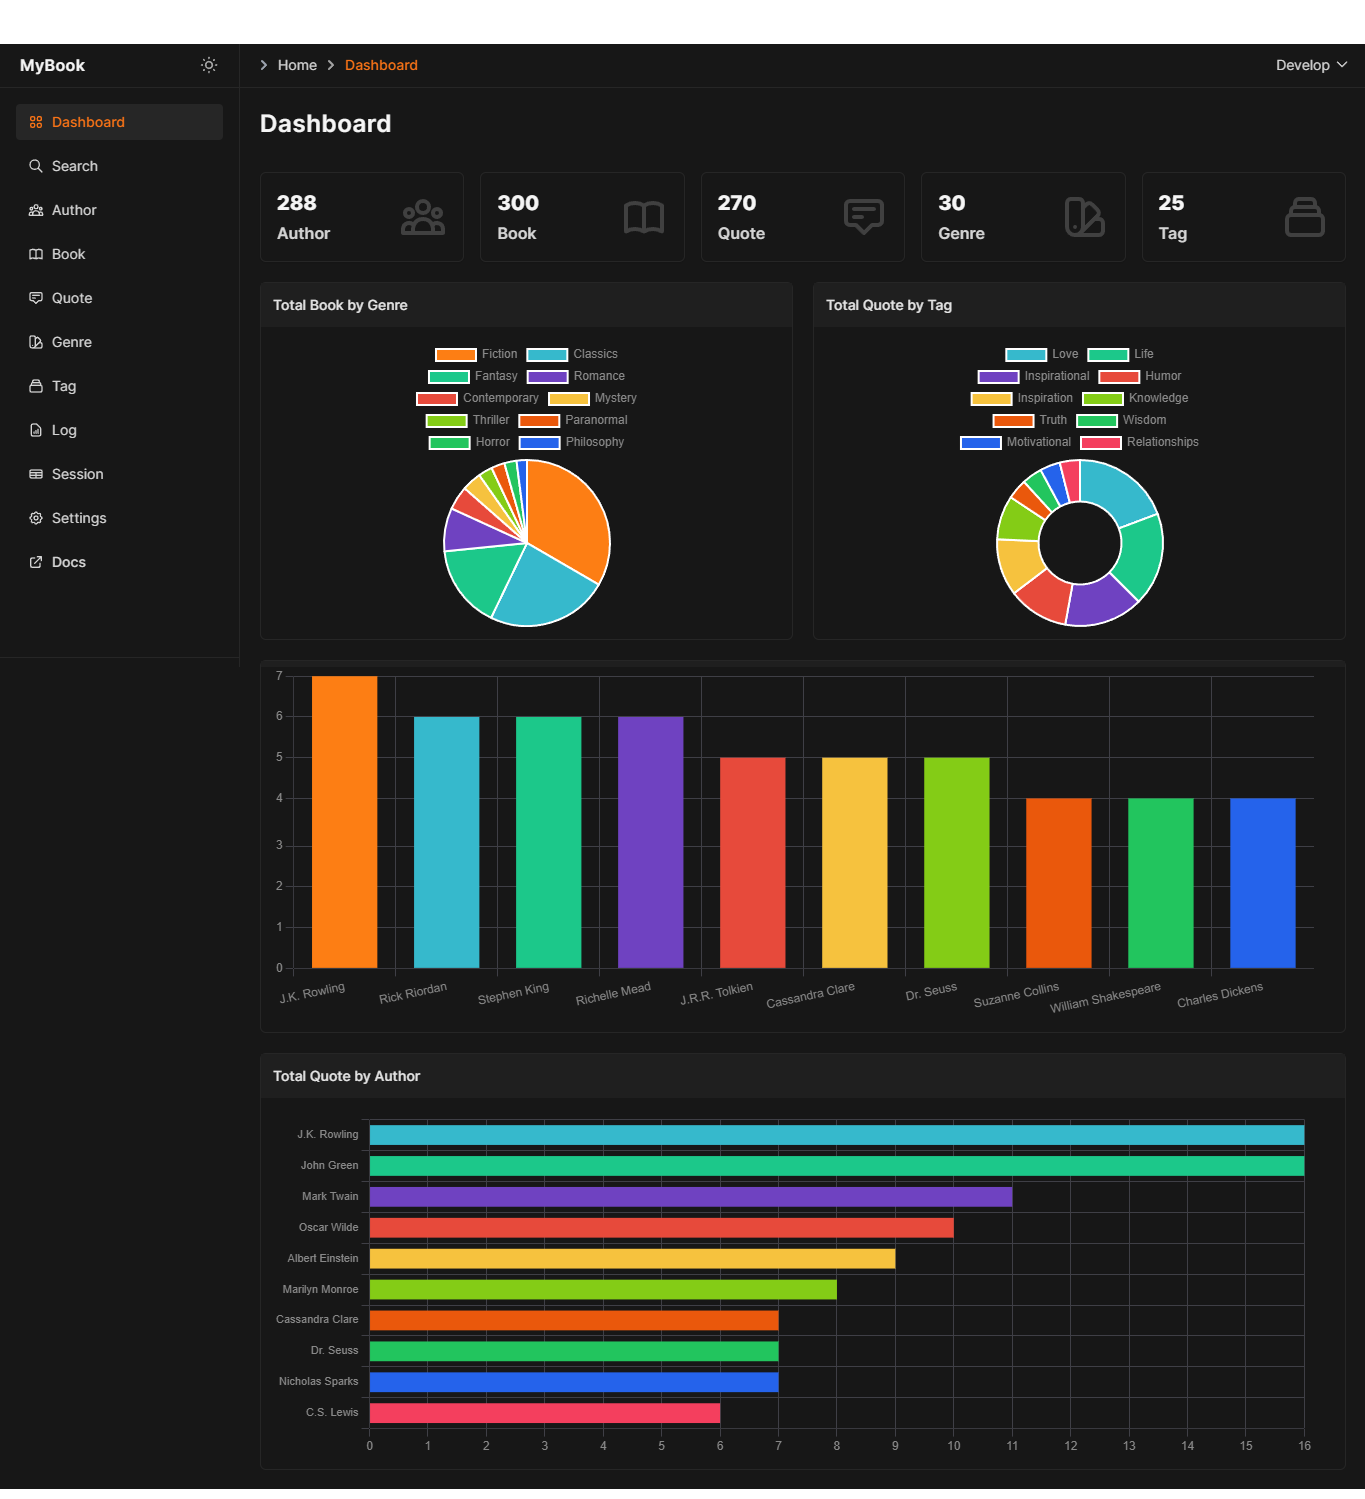 MyBook
Home
Dashboard
Develop
Dashboard
Search
Author
Book
Quote
Genre
Tag
Log
Session
Settings
Docs
Dashboard
288
Author
300
Book
270
Quote
30
Genre
25
Tag
Total Book by Genre
Fiction Classics
Fantasy Romance
Contemporary Mystery
Thriller Paranormal
Horror Philosophy
Total Quote by Tag
Love Life
Inspirational Humor
Inspiration Knowledge
Truth Wisdom
Motivational Relationships
7
6
5
4
3
2
1
0
J.K. Rowling
Rick Riordan
Stephen King
Richelle Mead
J.R.R. Tolkien
Cassandra Clare
Dr. Seuss
Suzanne Collins
William Shakespeare
Charles Dickens
Total Quote by Author
J.K. Rowling
John Green
Mark Twain
Oscar Wilde
Albert Einstein
Marilyn Monroe
Cassandra Clare
Dr. Seuss
Nicholas Sparks
C.S. Lewis
0 1 2 3 4 5 6 7 8 9 10 11 12 13 14 15 16